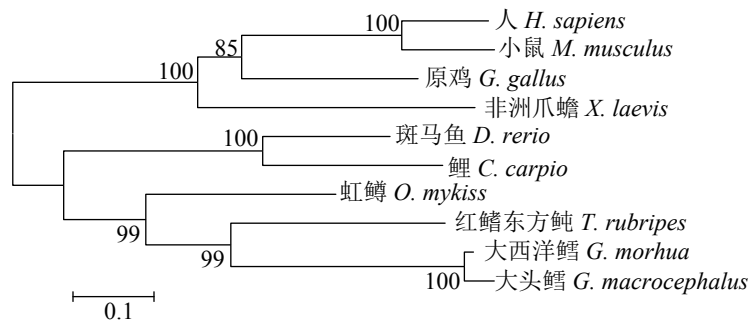 100
人 H. sapiens
85
小鼠 M. musculus
100
原鸡 G. gallus
非洲爪蟾 X. laevis
100
斑马鱼 D. rerio
鲤 C. carpio
虹鳟 O. mykiss
99
红鳍东方鲀 T. rubripes
99
大西洋鳕 G. morhua
100
大头鳕 G. macrocephalus
0.1